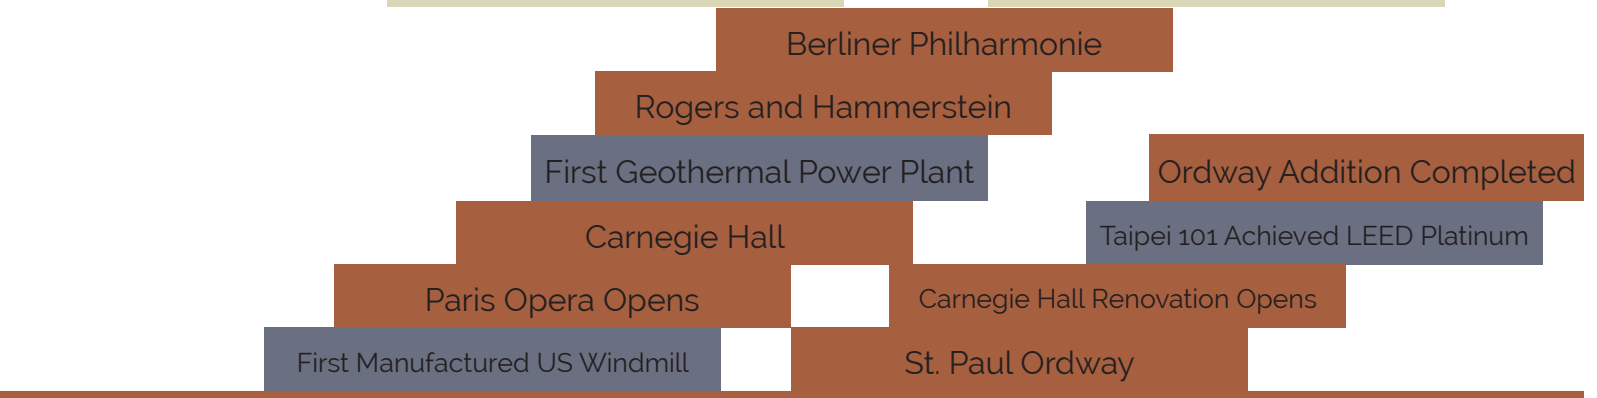 Berliner Philharmonie
Rogers and Hammerstein
First Geothermal Power Plant
Ordway Addition Completed
Carnegie Hall
Taipei 101 Achieved LEED Platinum
Paris Opera Opens
Carnegie Hall Renovation Opens
First Manufactured US Windmill
St. Paul Ordway